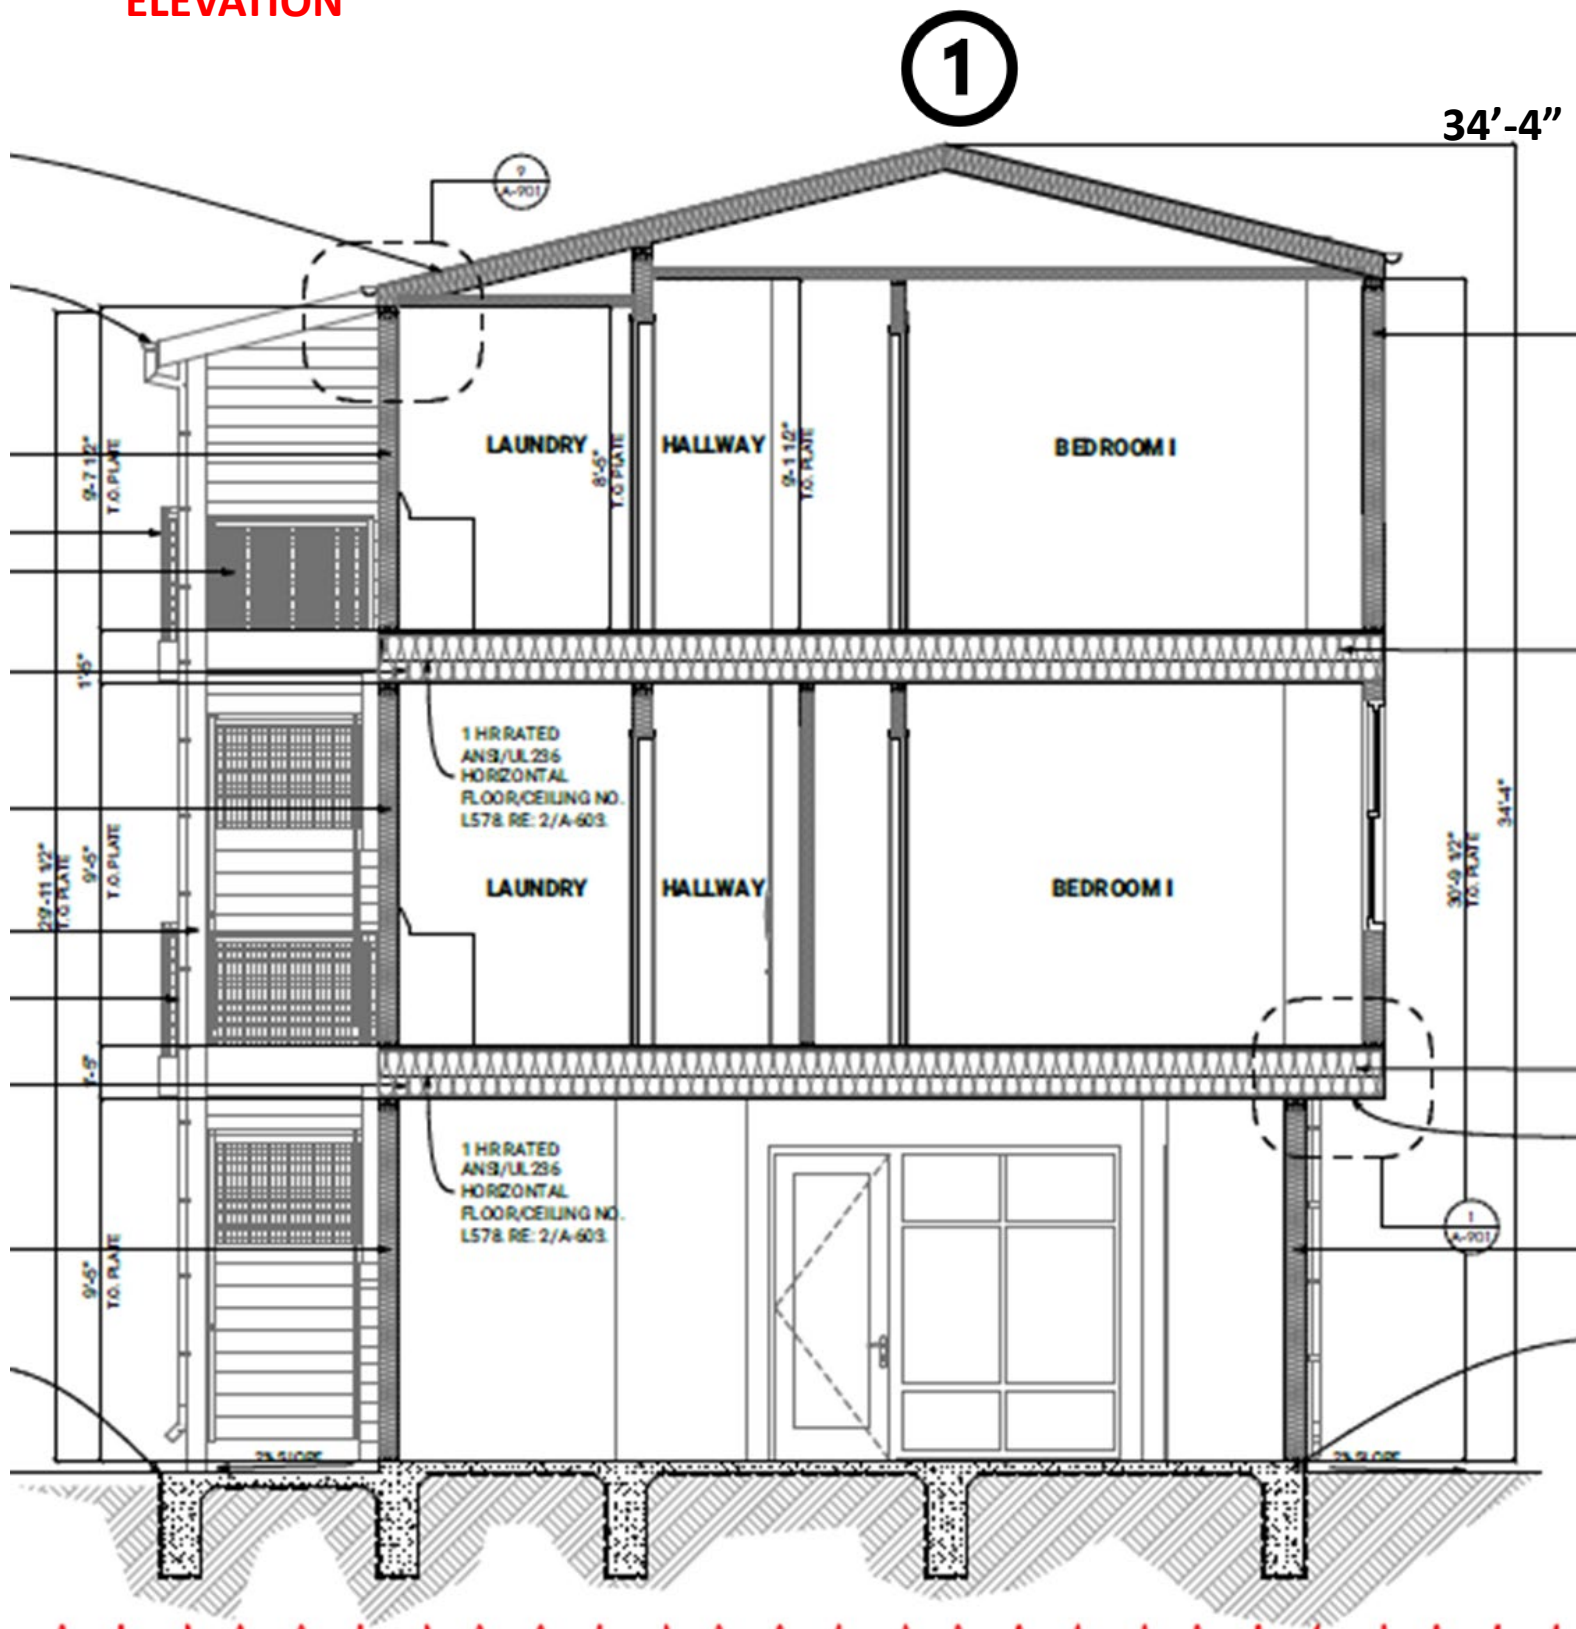 ELEVATION
1
34’-4”
9
A-901
LAUNDRY
HALLWAY
BEDROOM I
9'-7 1/2"
T.O. PLATE
8'-5"
T.O. PLATE
9'-1 1/2"
T.O. PLATE
1'-5"
1 HR RATED
ANSI/UL 236
HORIZONTAL
FLOOR/CEILING NO.
L578. RE: 2/A-603.
29'-11 1/2"
T.O. PLATE
9'-5"
T.O. PLATE
LAUNDRY
HALLWAY
BEDROOM I
34'-4"
30'-9 1/2"
T.O. PLATE
1'-5"
1 HR RATED
ANSI/UL 236
HORIZONTAL
FLOOR/CEILING NO.
L578. RE: 2/A-603.
1
A-901
9'-5"
T.O. PLATE
2% SLOPE
2% SLOPE